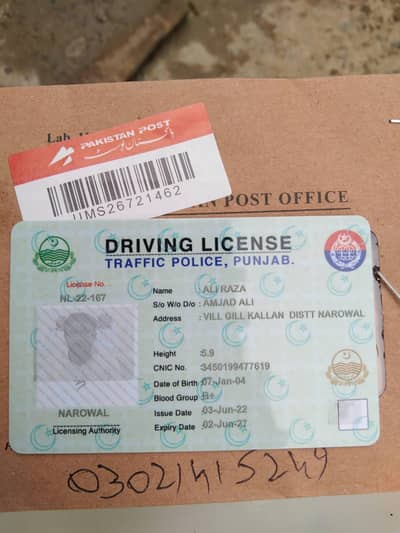 Lab
PAKISTAN POST
پاکستان پوسٹ
UMS26721462
POST OFFICE
DRIVING LICENSE
TRAFFIC POLICE, PUNJAB.
License No.
NL-22-167
Name : ALI RAZA
S/o W/o D/o : AMJAD ALI
Address : VILL GILL KALLAN DISTT NAROWAL
Height : 5.9
CNIC No. : 3450199477619
Date of Birth : 07-Jan-04
Blood Group : B+
Issue Date : 03-Jun-22
Expiry Date : 02-Jun-27
NAROWAL
Licensing Authority
03021415249